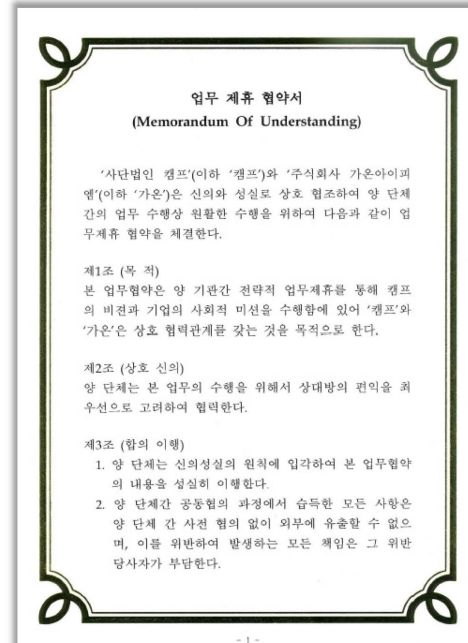 업무 제휴 협약서
(Memorandum Of Understanding)
'사단법인 캠프'(이하 '캠프')와 '주식회사 가온아이피
엠'(이하 '가온')은 신의와 성실로 상호 협조하여 양 단체
간의 업무 수행상 원활한 수행을 위하여 다음과 같이 업
무제휴 협약을 체결한다.
제1조 (목 적)
본 업무협약은 양 기관간 전략적 업무제휴를 통해 캠프
의 비젼과 기업의 사회적 미션을 수행함에 있어 '캠프'와
'가온'은 상호 협력관계를 갖는 것을 목적으로 한다.
제2조 (상호 신의)
양 단체는 본 업무의 수행을 위해서 상대방의 편익을 최
우선으로 고려하여 협력한다.
제3조 (합의 이행)
1. 양 단체는 신의성실의 원칙에 입각하여 본 업무협약
의 내용을 성실히 이행한다.
2. 양 단체간 공동협의 과정에서 습득한 모든 사항은
양 단체 간 사전 협의 없이 외부에 유출할 수 없으
며, 이를 위반하여 발생하는 모든 책임은 그 위반
당사자가 부담한다.
- 1 -